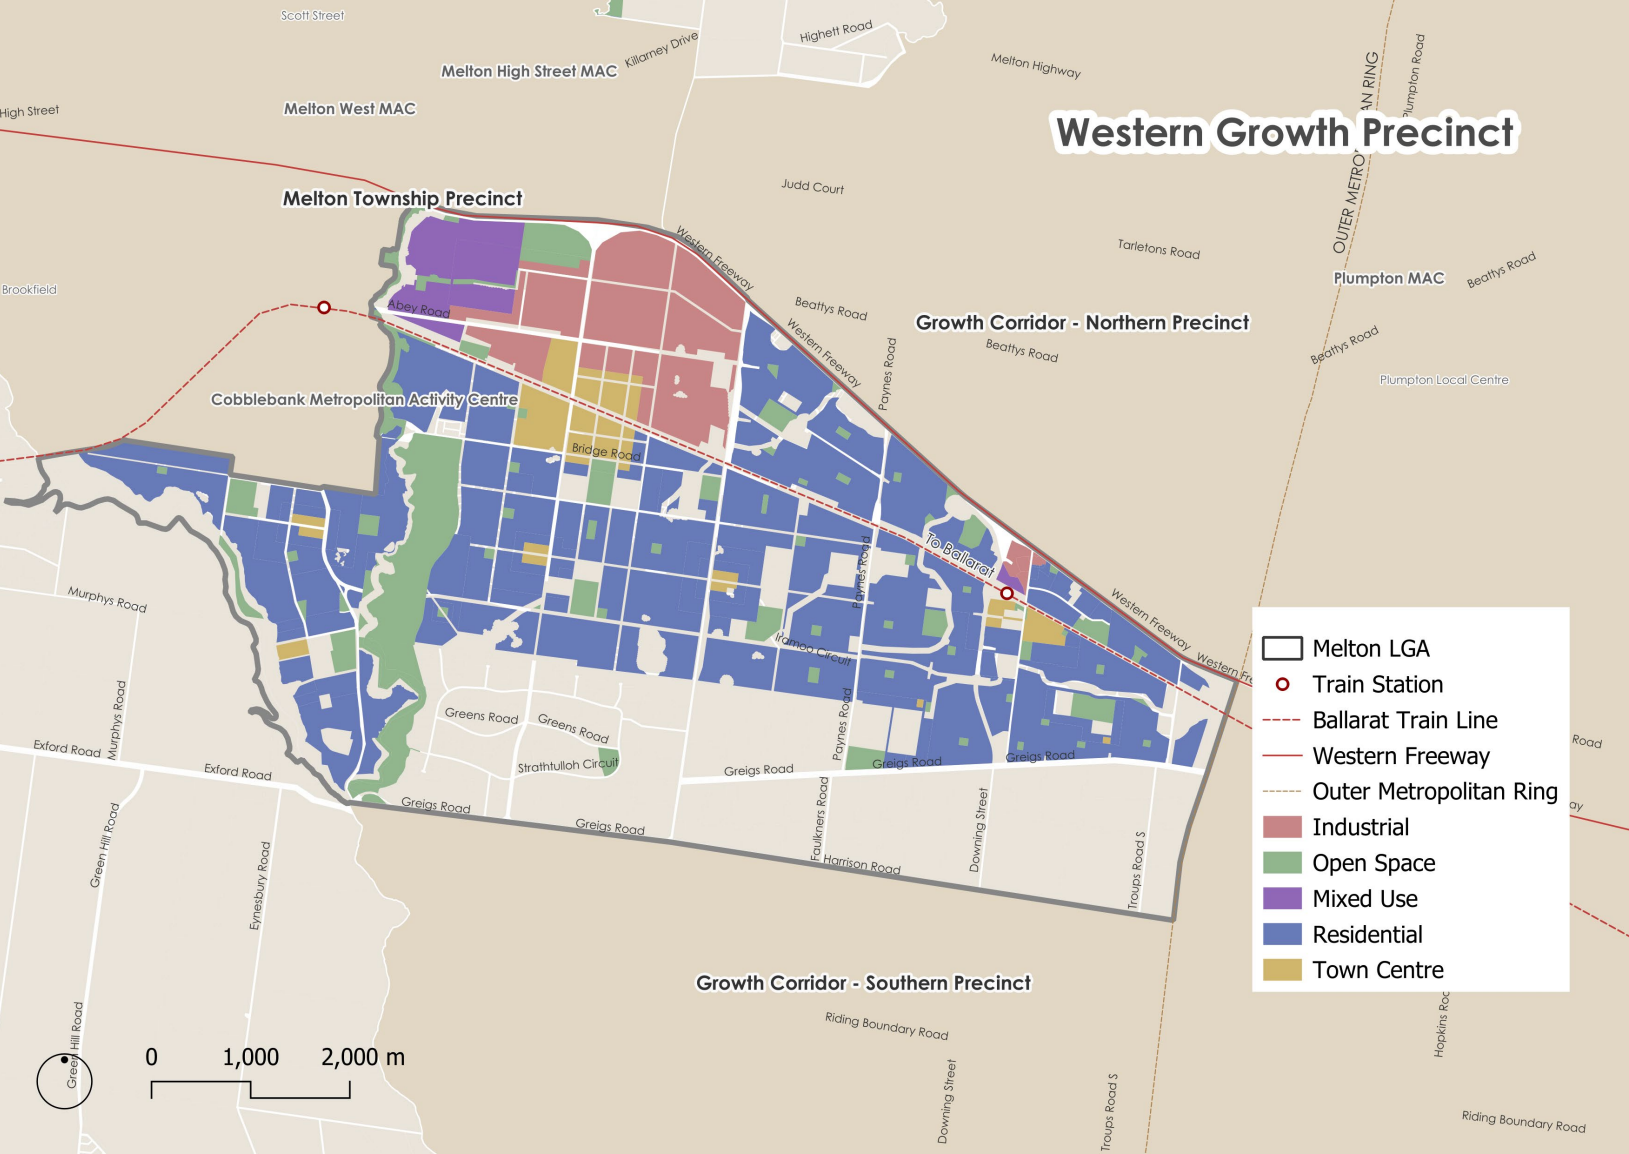 Scott Street
Highett Road
Killarney Drive
Melton High Street MAC
Melton Highway
Plumpton Road
High Street
Melton West MAC
Western Growth Precinct
OUTER METRO
AN RING
Judd Court
Melton Township Precinct
Western Freeway
Tarletons Road
Plumpton MAC
Beattys Road
Brookfield
Abey Road
Beattys Road
Growth Corridor - Northern Precinct
Western Freeway
Beattys Road
Beattys Road
Paynes Road
Plumpton Local Centre
Cobblebank Metropolitan Activity Centre
Bridge Road
To Ballarat
Paynes Road
Murphys Road
Western Freeway
Iramoo Circuit
Western Fre
Murphys Road
Greens Road
Greens Road
Paynes Road
Exford Road
Exford Road
Strathtulloh Circuit
Greigs Road
Greigs Road
Greigs Road
Road
Greigs Road
Greigs Road
ay
Green Hill Road
Eynesbury Road
Faulkners Road
Harrison Road
Downing Street
Troups Road S
Melton LGA
Train Station
Ballarat Train Line
Western Freeway
Outer Metropolitan Ring
Industrial
Open Space
Mixed Use
Residential
Town Centre
Growth Corridor - Southern Precinct
Riding Boundary Road
Hopkins Roa
Green Hill Road
0 1,000 2,000 m
Downing Street
Troups Road S
Riding Boundary Road